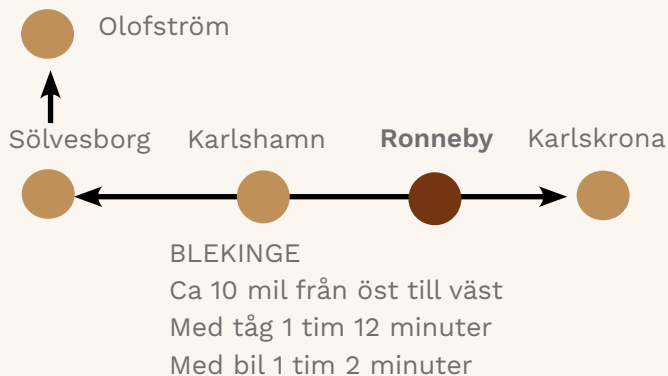 Olofström
Sölvesborg Karlshamn Ronneby Karlskrona
BLEKINGE
Ca 10 mil från öst till väst
Med tåg 1 tim 12 minuter
Med bil 1 tim 2 minuter